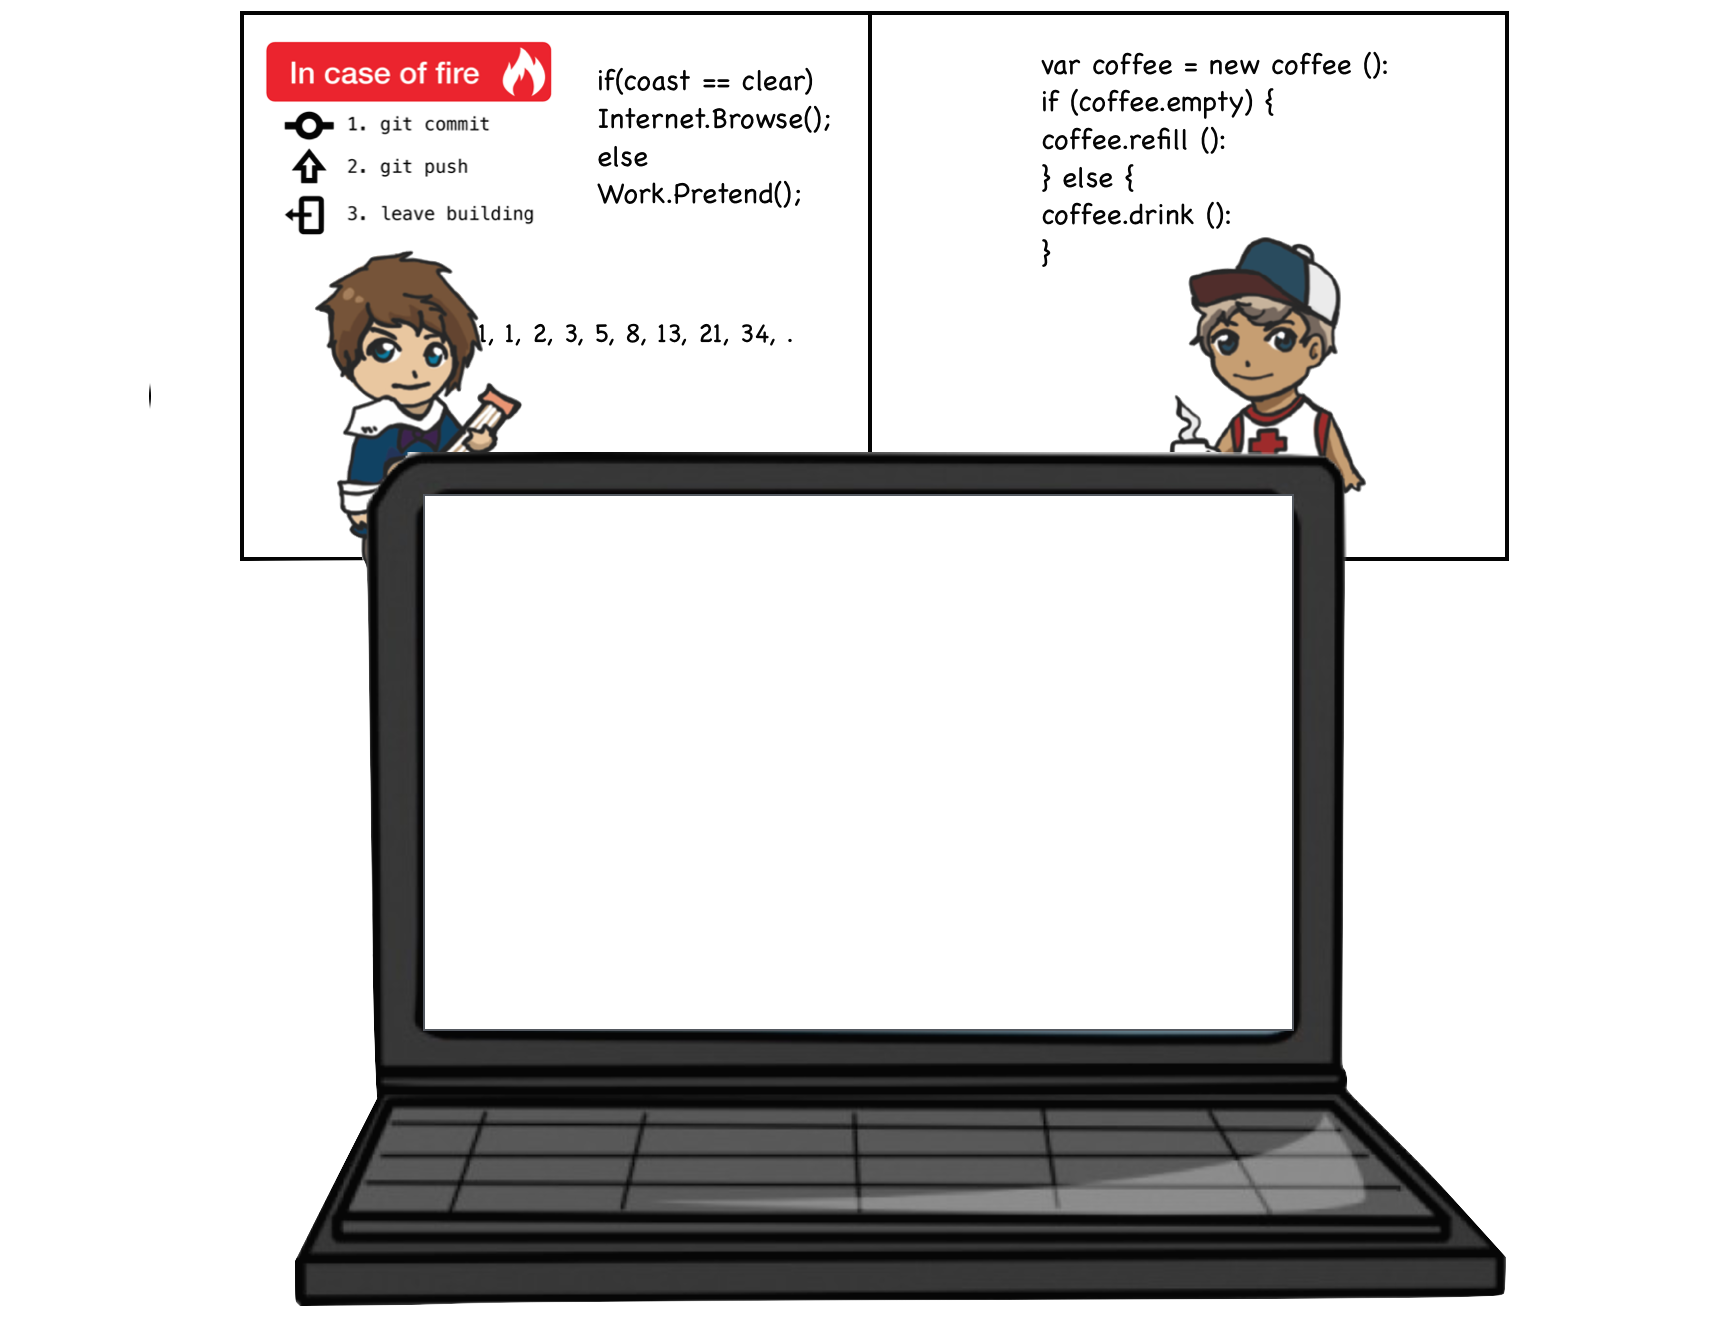 In case of fire
1. git commit
2. git push
3. leave building
if(coast == clear)
Internet.Browse();
else
Work.Pretend();
1, 1, 2, 3, 5, 8, 13, 21, 34, .
var coffee = new coffee ():
if (coffee.empty) {
coffee.refill ():
} else {
coffee.drink ():
}